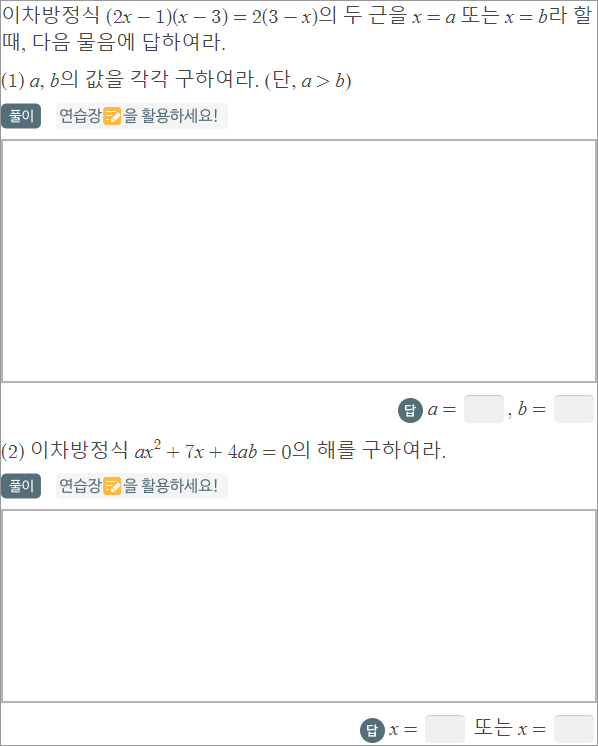 이차방정식 (2x − 1)(x − 3) = 2(3 − x)의 두 근을 x = a 또는 x = b라 할
때, 다음 물음에 답하여라.
(1) a, b의 값을 각각 구하여라. (단, a > b)
풀이 연습장을 활용하세요!
답 a = , b =
(2) 이차방정식 ax² + 7x + 4ab = 0의 해를 구하여라.
풀이 연습장을 활용하세요!
답 x = 또는 x =